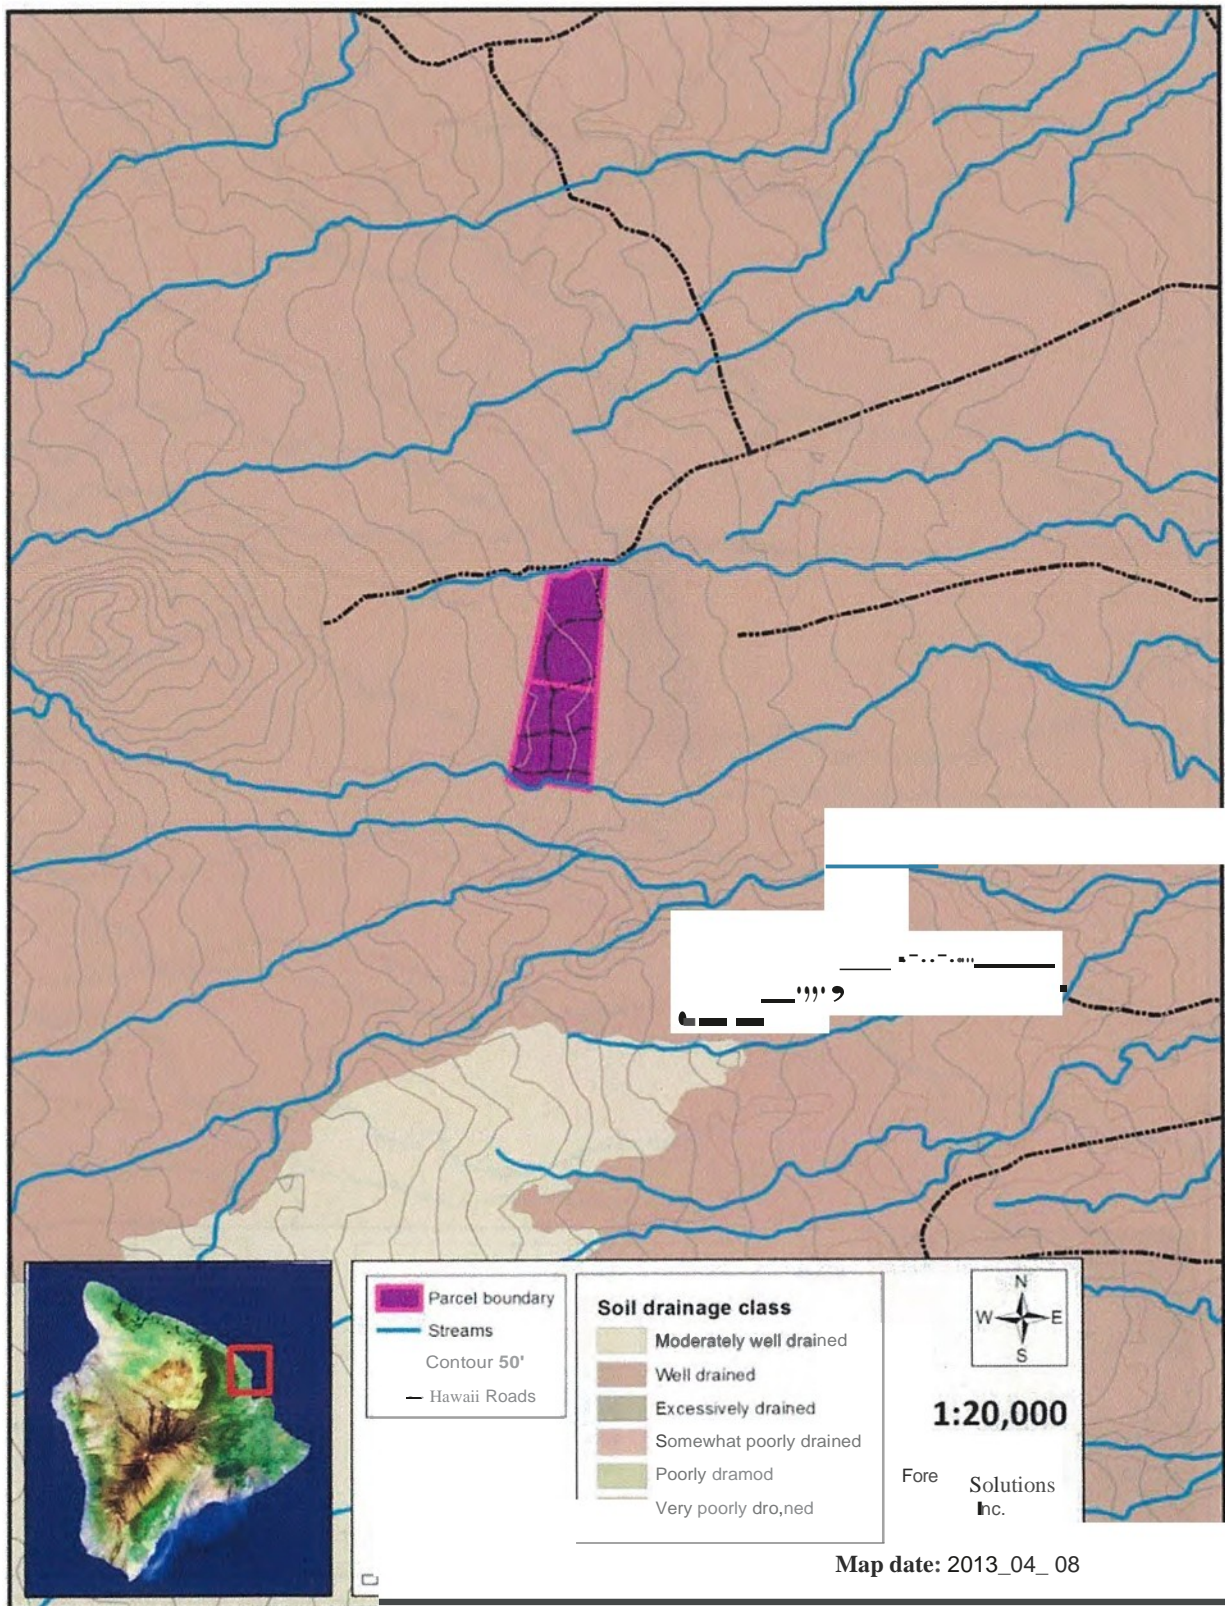 Parcel boundary
Streams
Contour 50'
Hawaii Roads
Soil drainage class
Moderately well drained
Well drained
Excessively drained
Somewhat poorly drained
Poorly dramod
Very poorly dro,ned
N
W E
S
1:20,000
Fore Solutions
Inc.
Map date: 2013_04_ 08